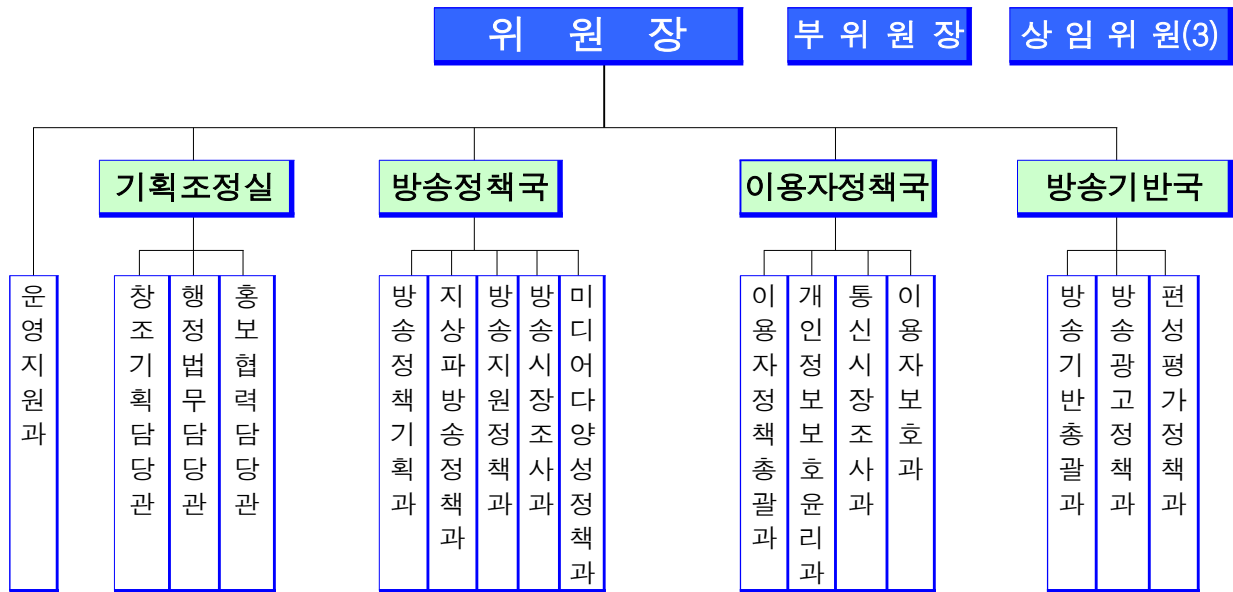 위 원 장
부 위 원 장
상 임 위 원(3)
기획조정실
방송정책국
이용자정책국
방송기반국
운영지원과
창조기획담당관
행정법무담당관
홍보협력담당관
방송정책기획과
지상파방송정책과
방송지원정책과
방송시장조사과
미디어다양성정책과
이용자정책총괄과
개인정보보호윤리과
통신시장조사과
이용자보호과
방송기반총괄과
방송광고정책과
편성평가정책과